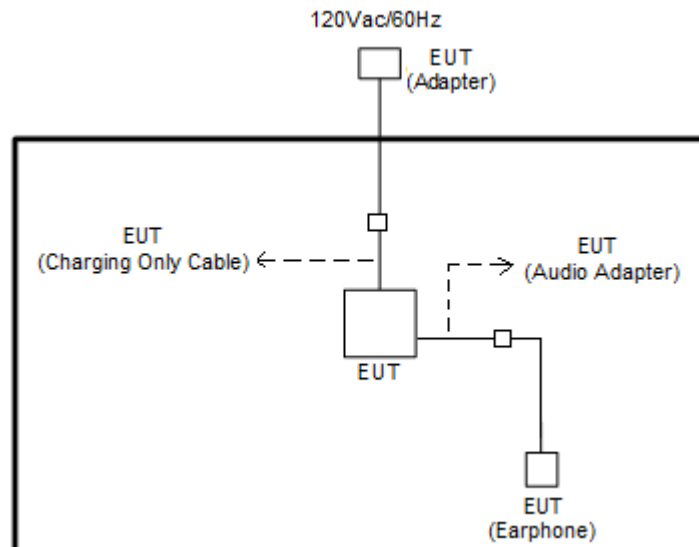 120Vac/60Hz
EUT
(Adapter)
EUT
(Charging Only Cable)
EUT
(Audio Adapter)
EUT
EUT
(Earphone)